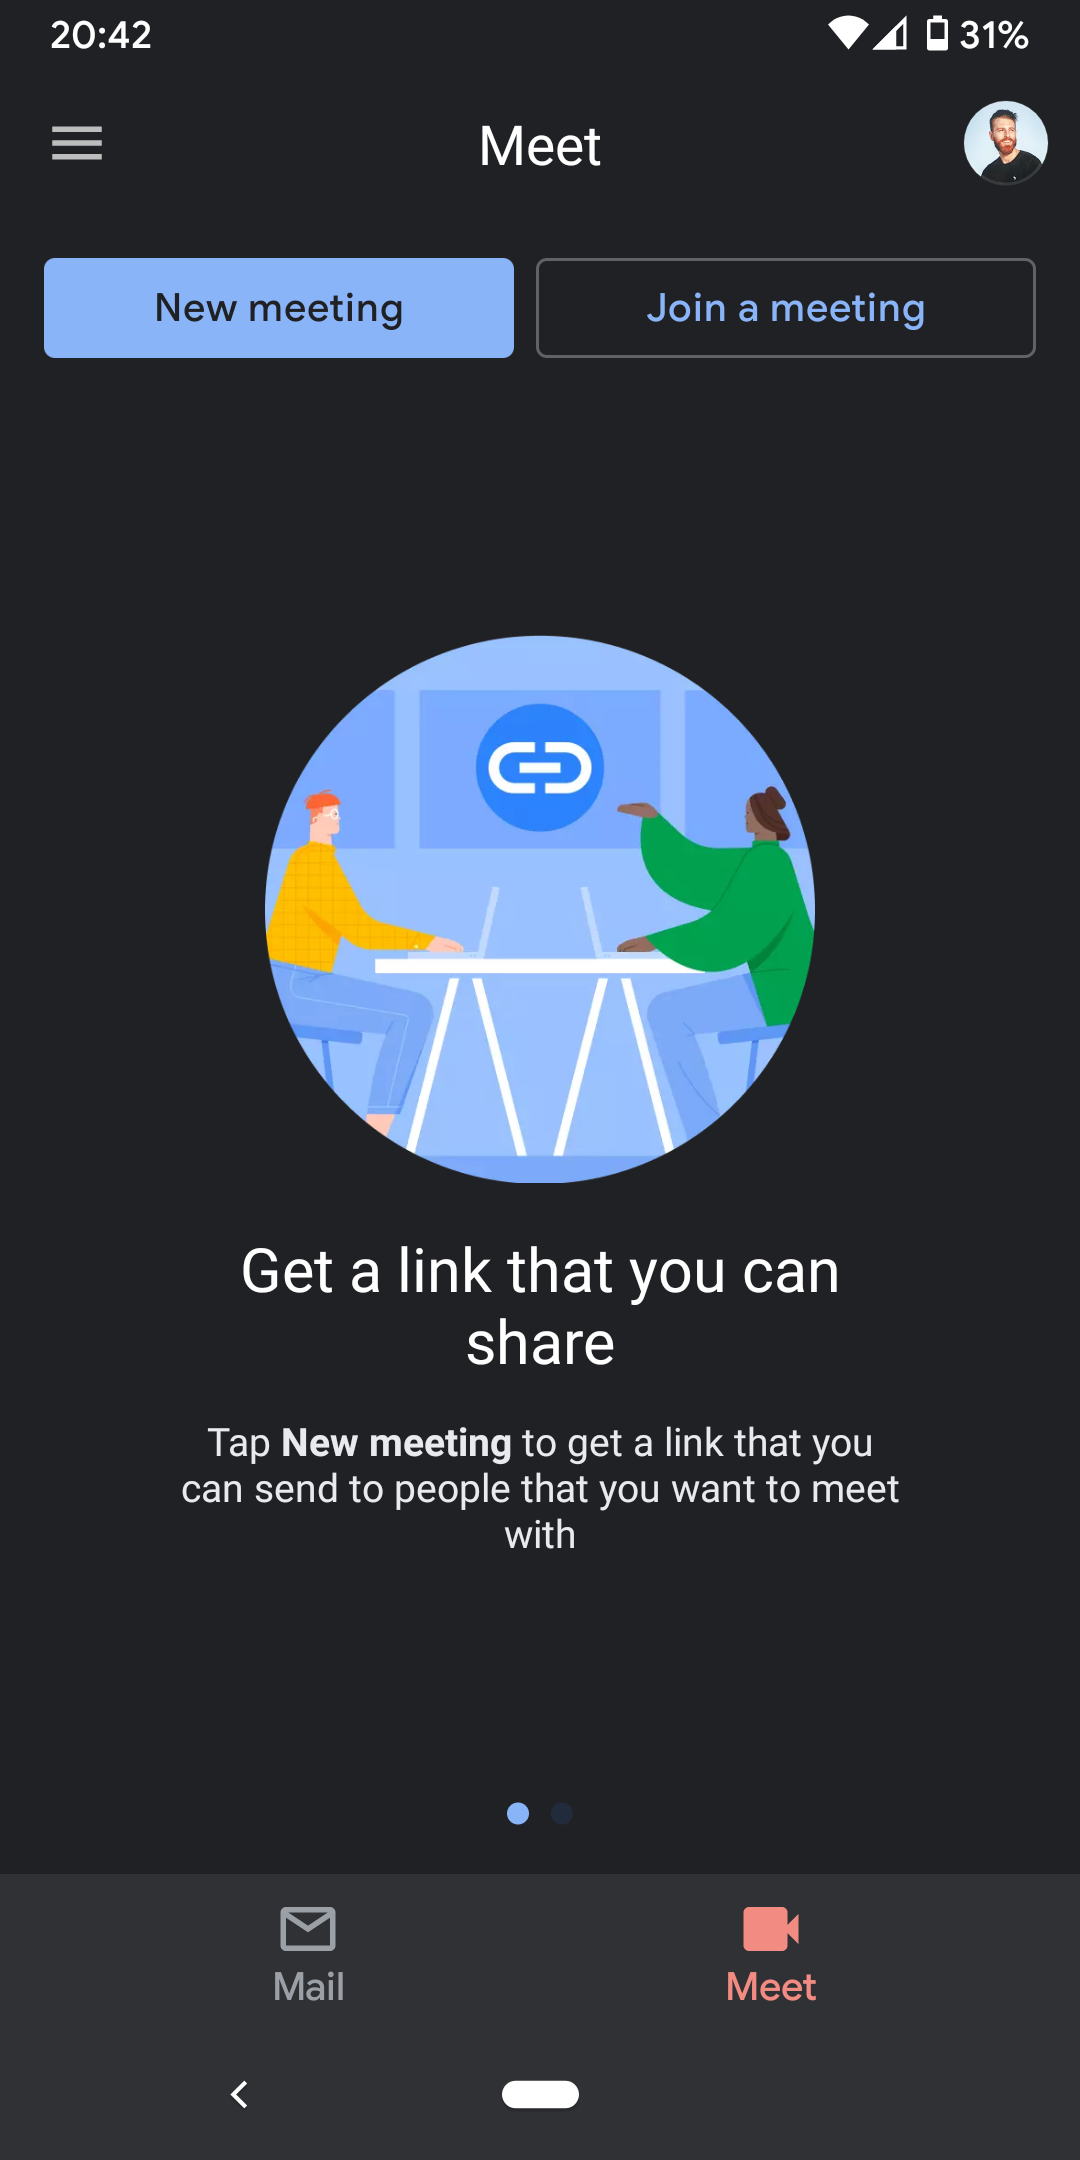 20:42 31%
Meet
New meeting Join a meeting
Get a link that you can
share
Tap New meeting to get a link that you
can send to people that you want to meet
with
Mail Meet